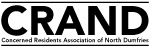 CRAND
Concerned Residents Association of North Dumfries